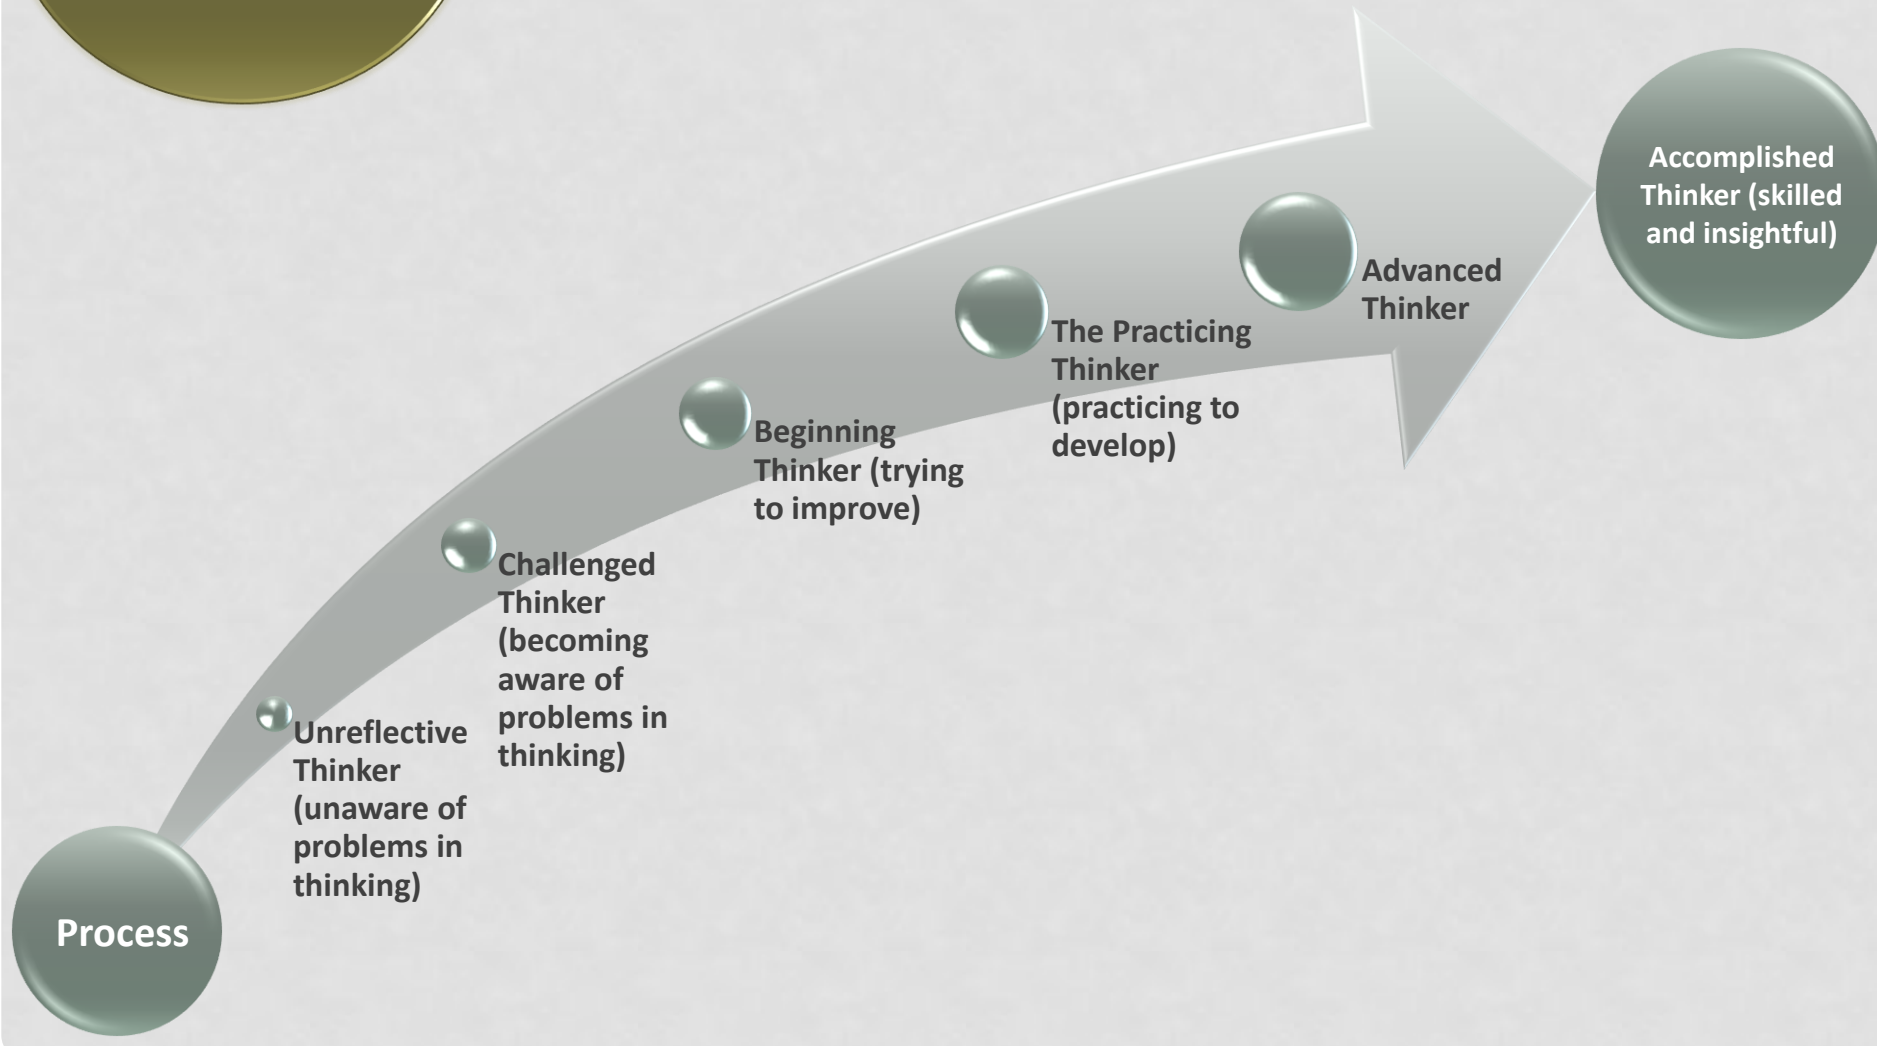 Process
Unreflective
Thinker
(unaware of
problems in
thinking)
Challenged
Thinker
(becoming
aware of
problems in
thinking)
Beginning
Thinker (trying
to improve)
The Practicing
Thinker
(practicing to
develop)
Advanced
Thinker
Accomplished
Thinker (skilled
and insightful)